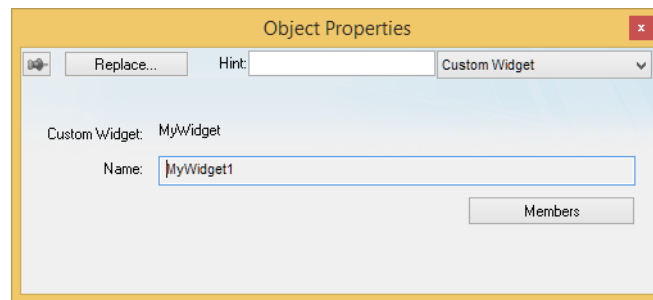 Object Properties
x
Replace... Hint: Custom Widget
Custom Widget: MyWidget
Name: MyWidget1
Members